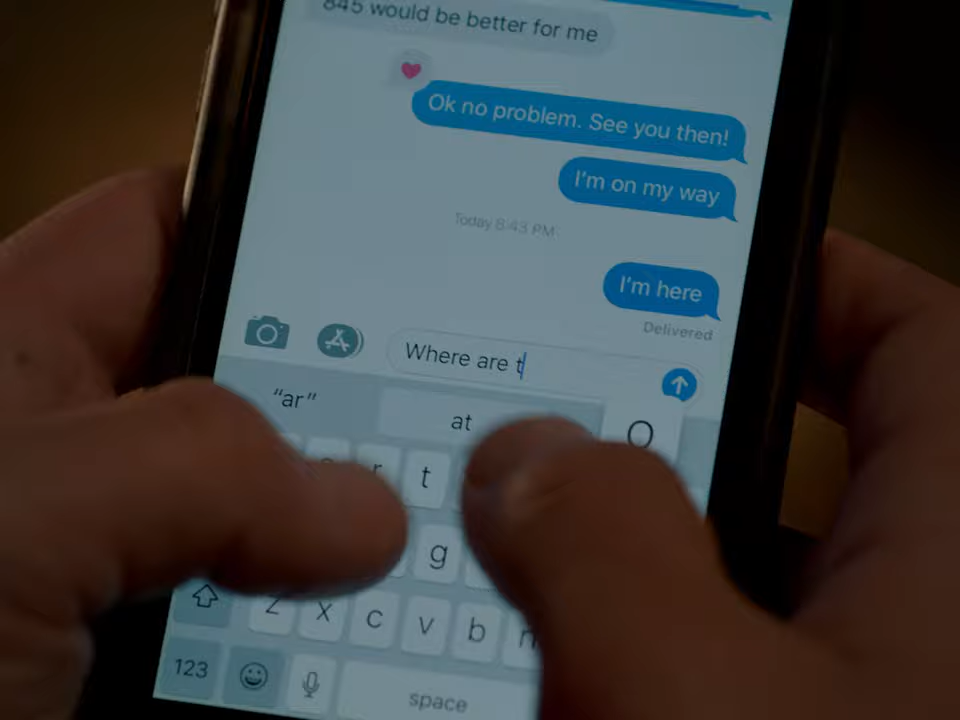 845 would be better for me
Ok no problem. See you then!
I'm on my way
Today 8:43 PM
I'm here
Delivered
Where are t
"ar"
at
O
r
t
g
z
x
c
v
b
n
123
space